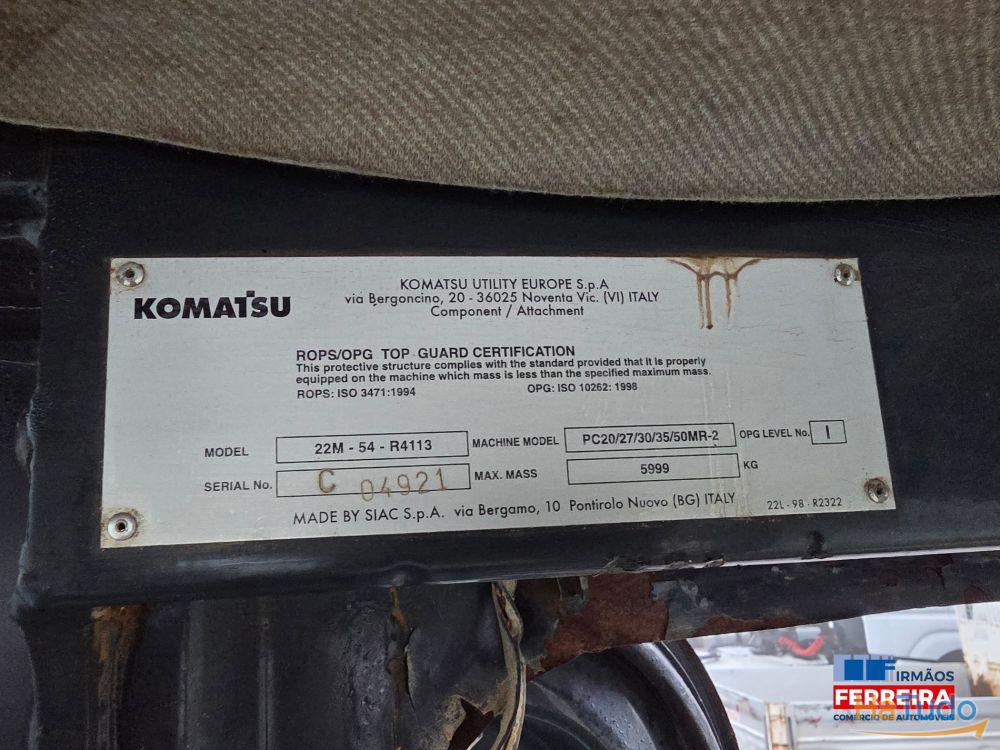 KOMATSU
KOMATSU UTILITY EUROPE S.p.A
via Bergoncino, 20 - 36025 Noventa Vic. (VI) ITALY
Component / Attachment
ROPS/OPG TOP GUARD CERTIFICATION
This protective structure complies with the standard provided that it is properly
equipped on the machine which mass is less than the specified maximum mass.
ROPS: ISO 3471:1994 OPG: ISO 10262: 1998
MODEL 22M - 54 - R4113 MACHINE MODEL PC20/27/30/35/50MR-2 OPG LEVEL No. I
SERIAL No. C 04921 MAX. MASS 5999 KG
MADE BY SIAC S.p.A. via Bergamo, 10 Pontirolo Nuovo (BG) ITALY
22L - 98 - R2322
IRMÃOS
FERREIRA
COMÉRCIO DE AUTOMÓVEIS
HáTudo